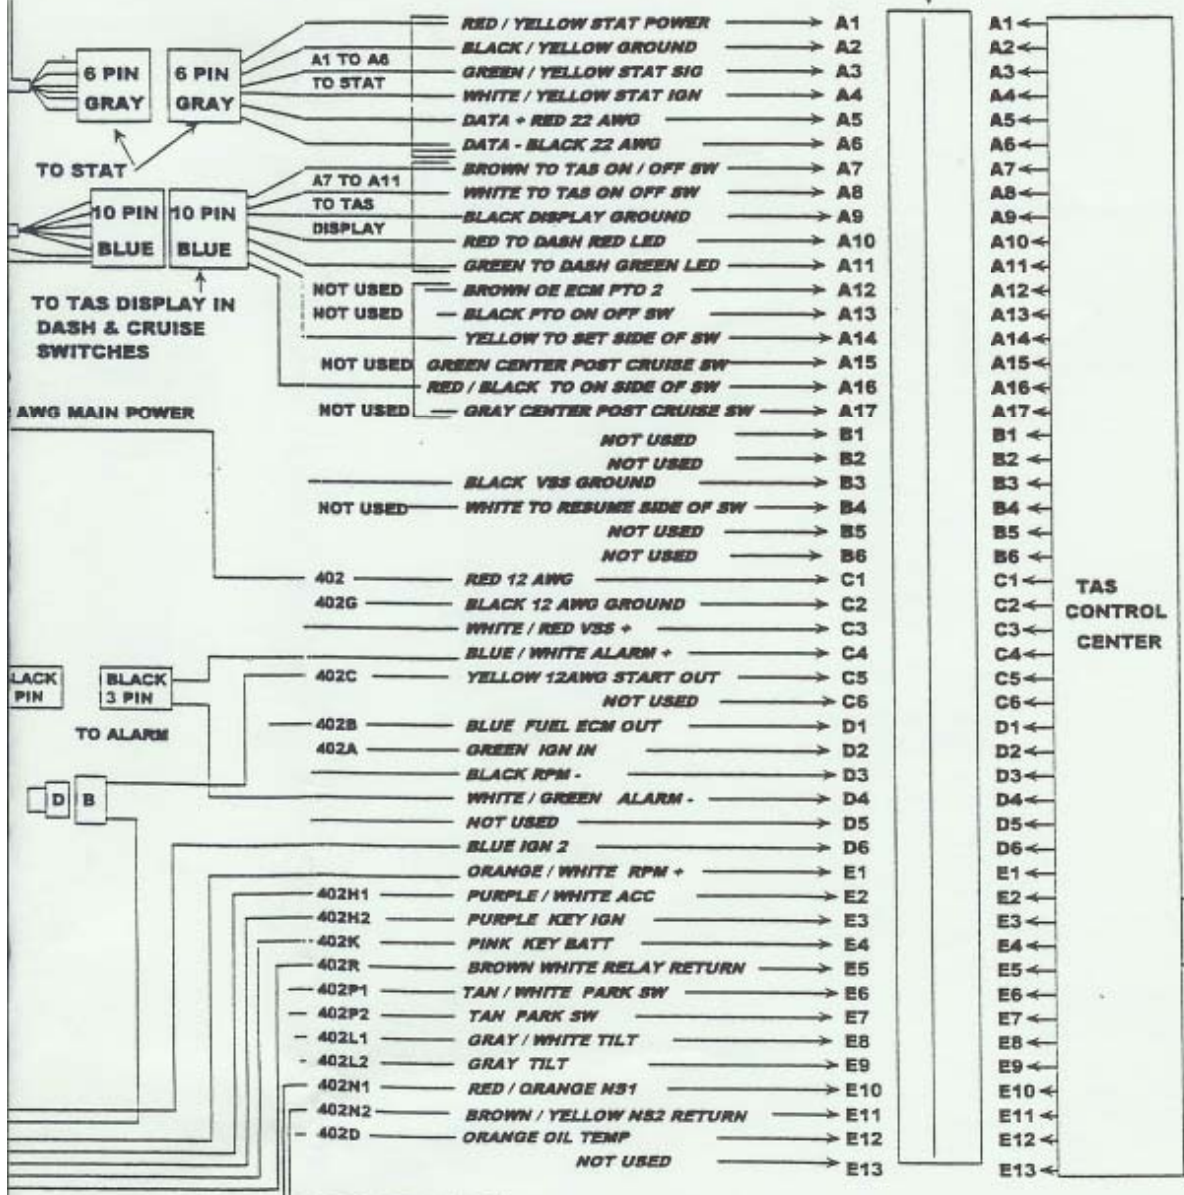 RED / YELLOW STAT POWER A1 A1
BLACK / YELLOW GROUND A2 A2
A1 TO A6
TO STAT
GREEN / YELLOW STAT SIG A3 A3
WHITE / YELLOW STAT IGN A4 A4
6 PIN
GRAY
6 PIN
GRAY
DATA + RED 22 AWG A5 A5
DATA - BLACK 22 AWG A6 A6
TO STAT
BROWN TO TAS ON / OFF SW A7 A7
A7 TO A11
TO TAS
DISPLAY
WHITE TO TAS ON OFF SW A8 A8
10 PIN
BLUE
10 PIN
BLUE
BLACK DISPLAY GROUND A9 A9
RED TO DASH RED LED A10 A10
GREEN TO DASH GREEN LED A11 A11
TO TAS DISPLAY IN
DASH & CRUISE
SWITCHES
NOT USED BROWN OE ECM PTO 2 A12 A12
NOT USED BLACK PTO ON OFF SW A13 A13
YELLOW TO SET SIDE OF SW A14 A14
NOT USED GREEN CENTER POST CRUISE SW A15 A15
RED / BLACK TO ON SIDE OF SW A16 A16
AWG MAIN POWER
NOT USED GRAY CENTER POST CRUISE SW A17 A17
NOT USED B1 B1
NOT USED B2 B2
BLACK VSS GROUND B3 B3
NOT USED WHITE TO RESUME SIDE OF SW B4 B4
NOT USED B5 B5
NOT USED B6 B6
402 RED 12 AWG C1 C1
TAS
CONTROL
CENTER
402G BLACK 12 AWG GROUND C2 C2
WHITE / RED VSS + C3 C3
BLUE / WHITE ALARM + C4 C4
LACK
PIN
BLACK
3 PIN
TO ALARM
402C YELLOW 12AWG START OUT C5 C5
NOT USED C6 C6
402B BLUE FUEL ECM OUT D1 D1
402A GREEN IGN IN D2 D2
BLACK RPM - D3 D3
D B
WHITE / GREEN ALARM - D4 D4
NOT USED D5 D5
BLUE IGN 2 D6 D6
ORANGE / WHITE RPM + E1 E1
402H1 PURPLE / WHITE ACC E2 E2
402H2 PURPLE KEY IGN E3 E3
402K PINK KEY BATT E4 E4
402R BROWN WHITE RELAY RETURN E5 E5
402P1 TAN / WHITE PARK SW E6 E6
402P2 TAN PARK SW E7 E7
402L1 GRAY / WHITE TILT E8 E8
402L2 GRAY TILT E9 E9
402N1 RED / ORANGE NS1 E10 E10
402N2 BROWN / YELLOW NS2 RETURN E11 E11
402D ORANGE OIL TEMP E12 E12
NOT USED E13 E13